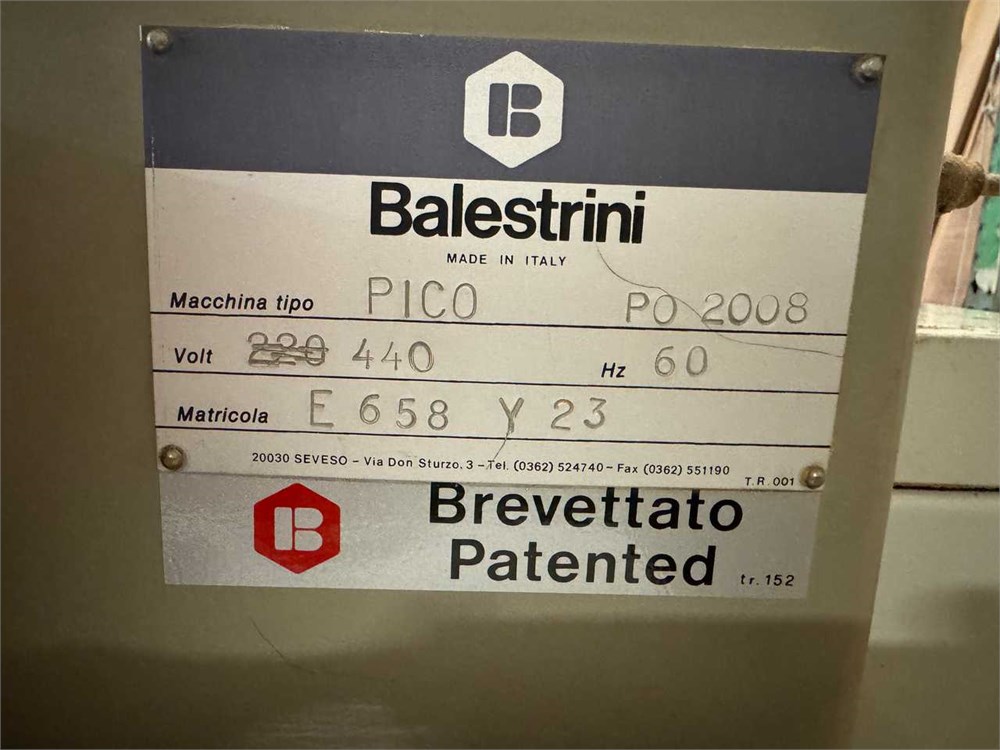 B
Balestrini
MADE IN ITALY
Macchina tipo PICO PO 2008
Volt 220 440 Hz 60
Matricola E 658 Y 23
20030 SEVESO – Via Don Sturzo, 3 – Tel. (0362) 524740 – Fax (0362) 551190
T.R. 001
B Brevettato
Patented tr. 152